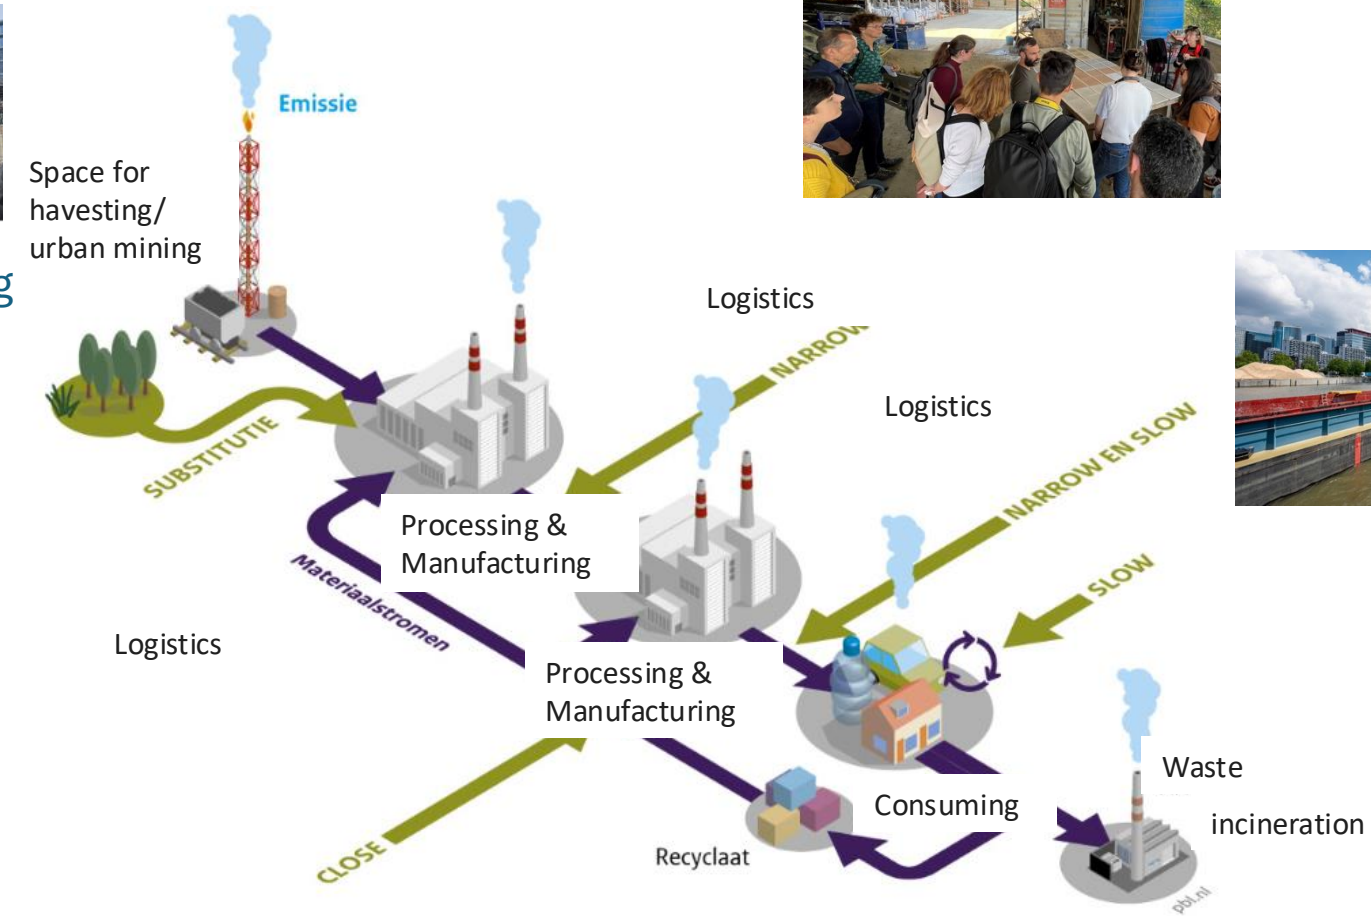 Emissie
Space for
havesting/
urban mining
g
Logistics
NARROW
Logistics
SUBSTITUTIE
NARROW EN SLOW
Processing &
Manufacturing
SLOW
Materiaalstromen
Logistics
Processing &
Manufacturing
Waste
Consuming
incineration
CLOSE
Recyclaat
pbl.nl